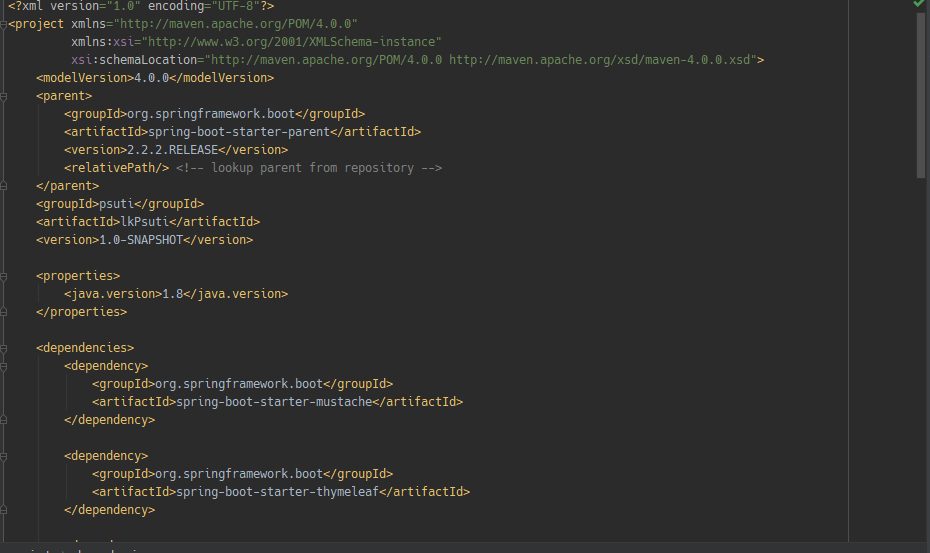 <?xml version="1.0" encoding="UTF-8"?>
<project xmlns="http://maven.apache.org/POM/4.0.0"
xmlns:xsi="http://www.w3.org/2001/XMLSchema-instance"
xsi:schemaLocation="http://maven.apache.org/POM/4.0.0 http://maven.apache.org/xsd/maven-4.0.0.xsd">
<modelVersion>4.0.0</modelVersion>
<parent>
<groupId>org.springframework.boot</groupId>
<artifactId>spring-boot-starter-parent</artifactId>
<version>2.2.2.RELEASE</version>
<relativePath/> <!-- lookup parent from repository -->
</parent>
<groupId>psuti</groupId>
<artifactId>lkPsuti</artifactId>
<version>1.0-SNAPSHOT</version>
<properties>
<java.version>1.8</java.version>
</properties>
<dependencies>
<dependency>
<groupId>org.springframework.boot</groupId>
<artifactId>spring-boot-starter-mustache</artifactId>
</dependency>
<dependency>
<groupId>org.springframework.boot</groupId>
<artifactId>spring-boot-starter-thymeleaf</artifactId>
</dependency>